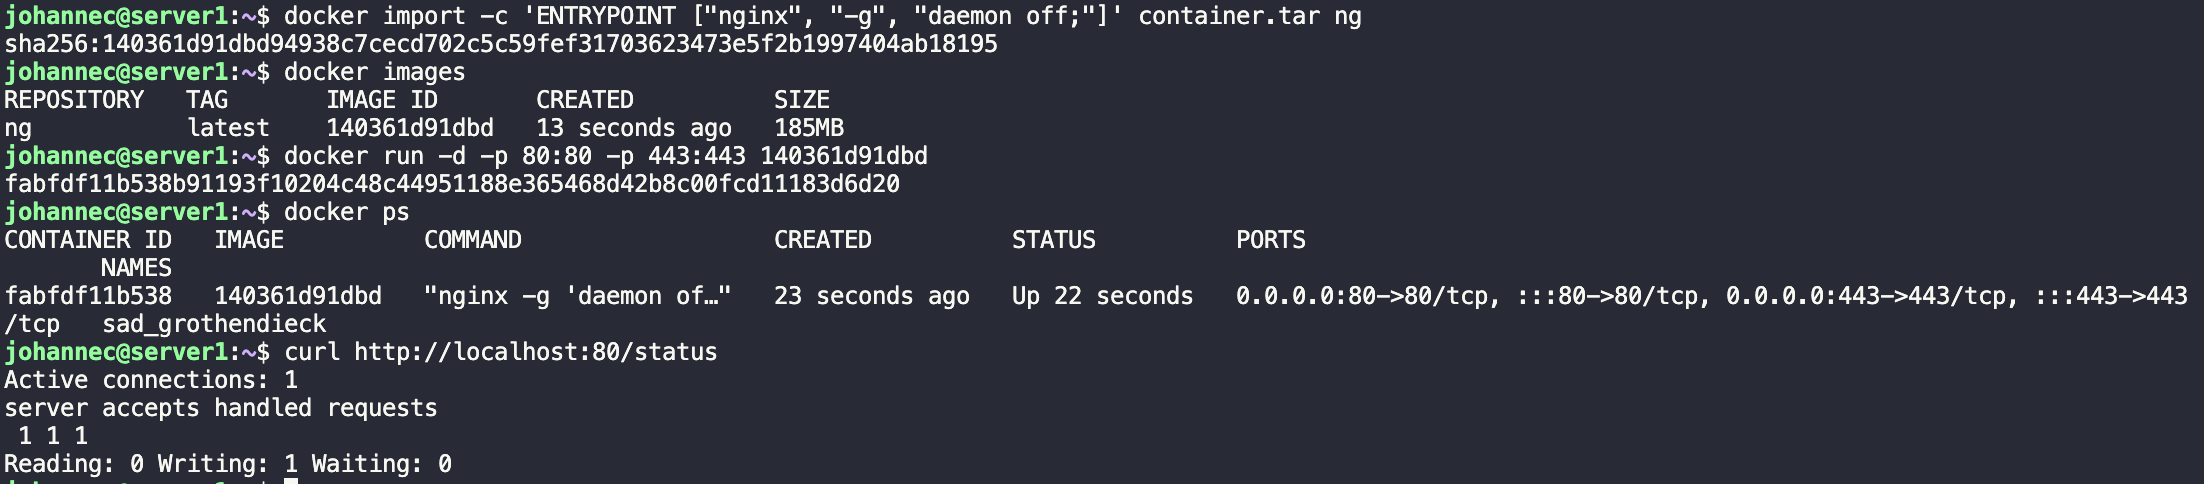 johannec@server1:~$ docker import -c 'ENTRYPOINT ["nginx", "-g", "daemon off;"]' container.tar ng
sha256:140361d91dbd94938c7cecd702c5c59fef31703623473e5f2b1997404ab18195
johannec@server1:~$ docker images
REPOSITORY   TAG       IMAGE ID       CREATED          SIZE
ng           latest    140361d91dbd   13 seconds ago   185MB
johannec@server1:~$ docker run -d -p 80:80 -p 443:443 140361d91dbd
fabfdf11b538b91193f10204c48c44951188e365468d42b8c00fcd11183d6d20
johannec@server1:~$ docker ps
CONTAINER ID   IMAGE          COMMAND                  CREATED          STATUS          PORTS
       NAMES
fabfdf11b538   140361d91dbd   "nginx -g 'daemon of…"   23 seconds ago   Up 22 seconds   0.0.0.0:80->80/tcp, :::80->80/tcp, 0.0.0.0:443->443/tcp, :::443->443
/tcp   sad_grothendieck
johannec@server1:~$ curl http://localhost:80/status
Active connections: 1
server accepts handled requests
 1 1 1
Reading: 0 Writing: 1 Waiting: 0